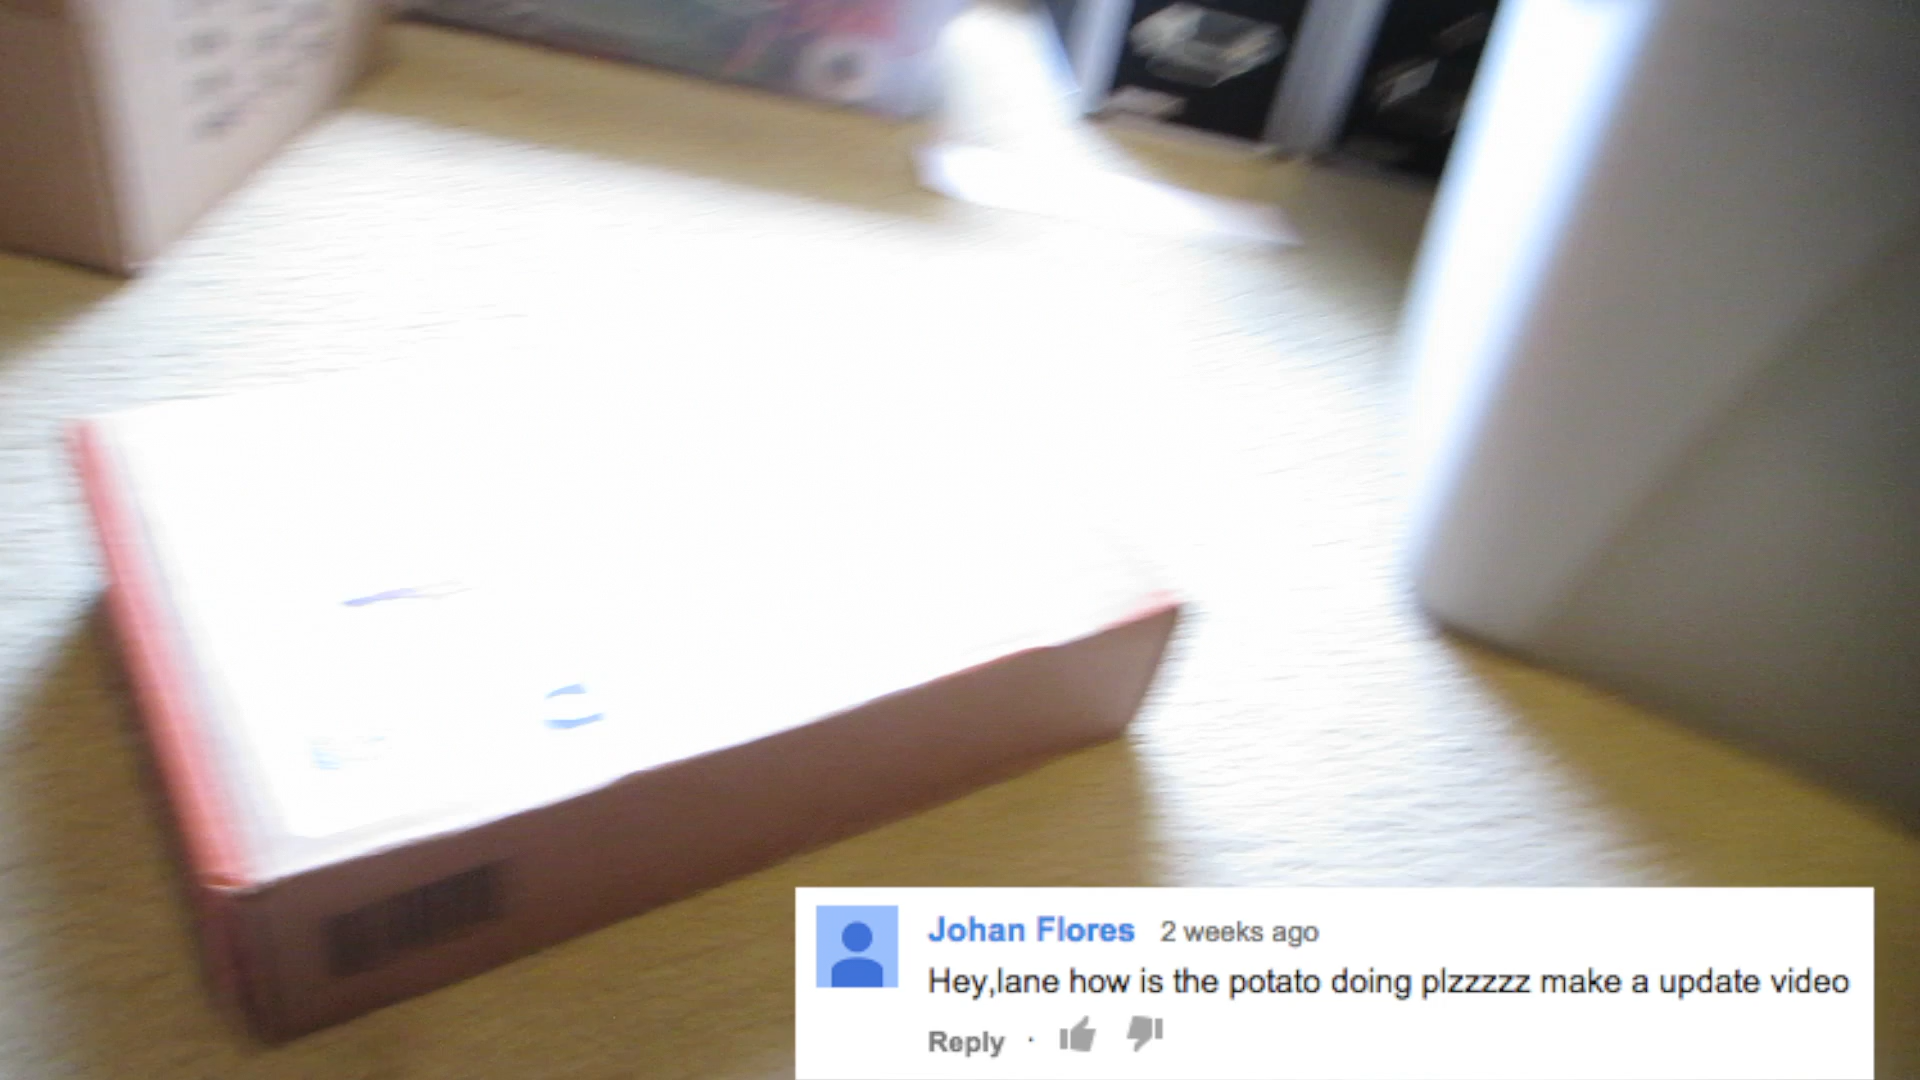 Johan Flores 2 weeks ago
Hey,lane how is the potato doing plzzzzz make a update video
Reply ·